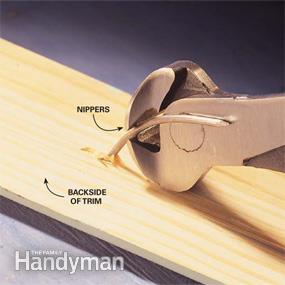 NIPPERS
BACKSIDE
OF TRIM
THE FAMILY
Handyman